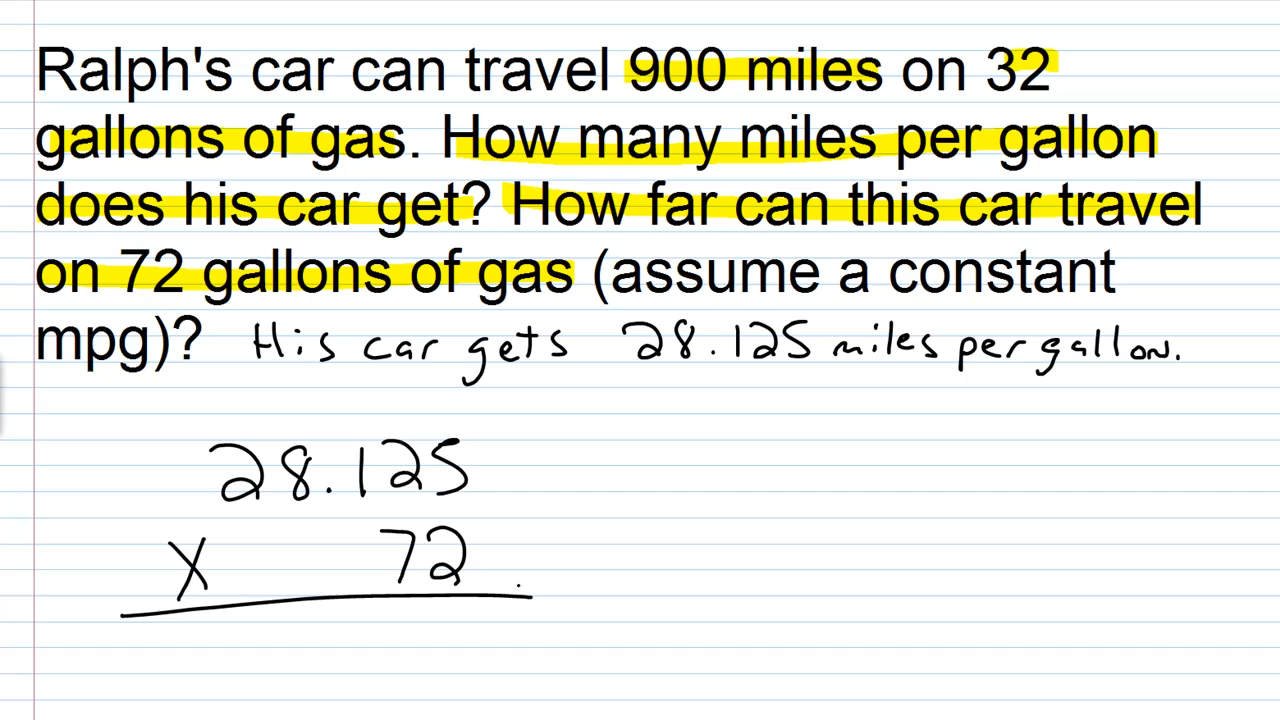 Ralph's car can travel 900 miles on 32
gallons of gas. How many miles per gallon
does his car get? How far can this car travel
on 72 gallons of gas (assume a constant
mpg)? His car gets 28.125 miles per gallon.
28.125
x 72